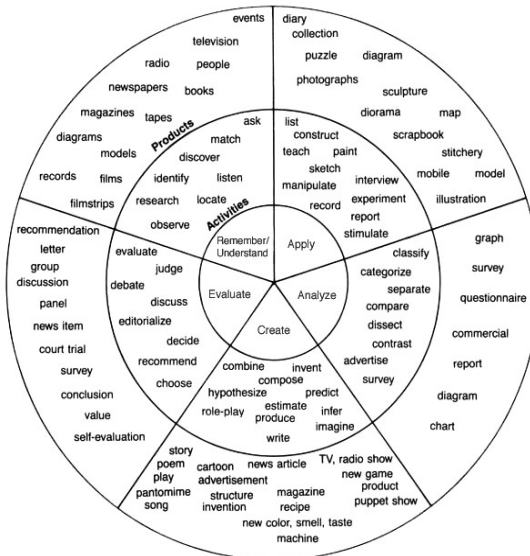 events
television
radio
people
newspapers
books
magazines
tapes
diagrams
models
records
films
filmstrips
Products
ask
match
discover
identify
listen
research
locate
observe
Activities
Remember/
Understand
diary
collection
puzzle
diagram
photographs
sculpture
diorama
map
scrapbook
stitchery
mobile
model
illustration
list
construct
teach
paint
sketch
manipulate
interview
record
experiment
report
stimulate
Apply
graph
survey
questionnaire
commercial
report
diagram
chart
classify
categorize
separate
compare
dissect
contrast
advertise
survey
Analyze
Create
combine
invent
compose
hypothesize
predict
estimate
role-play
produce
infer
imagine
write
story
poem
play
pantomime
song
cartoon
news article
advertisement
structure
invention
magazine
recipe
TV, radio show
new game
product
puppet show
new color, smell, taste
machine
Evaluate
evaluate
judge
debate
discuss
editorialize
decide
recommend
choose
recommendation
letter
group
discussion
panel
news item
court trial
survey
conclusion
value
self-evaluation